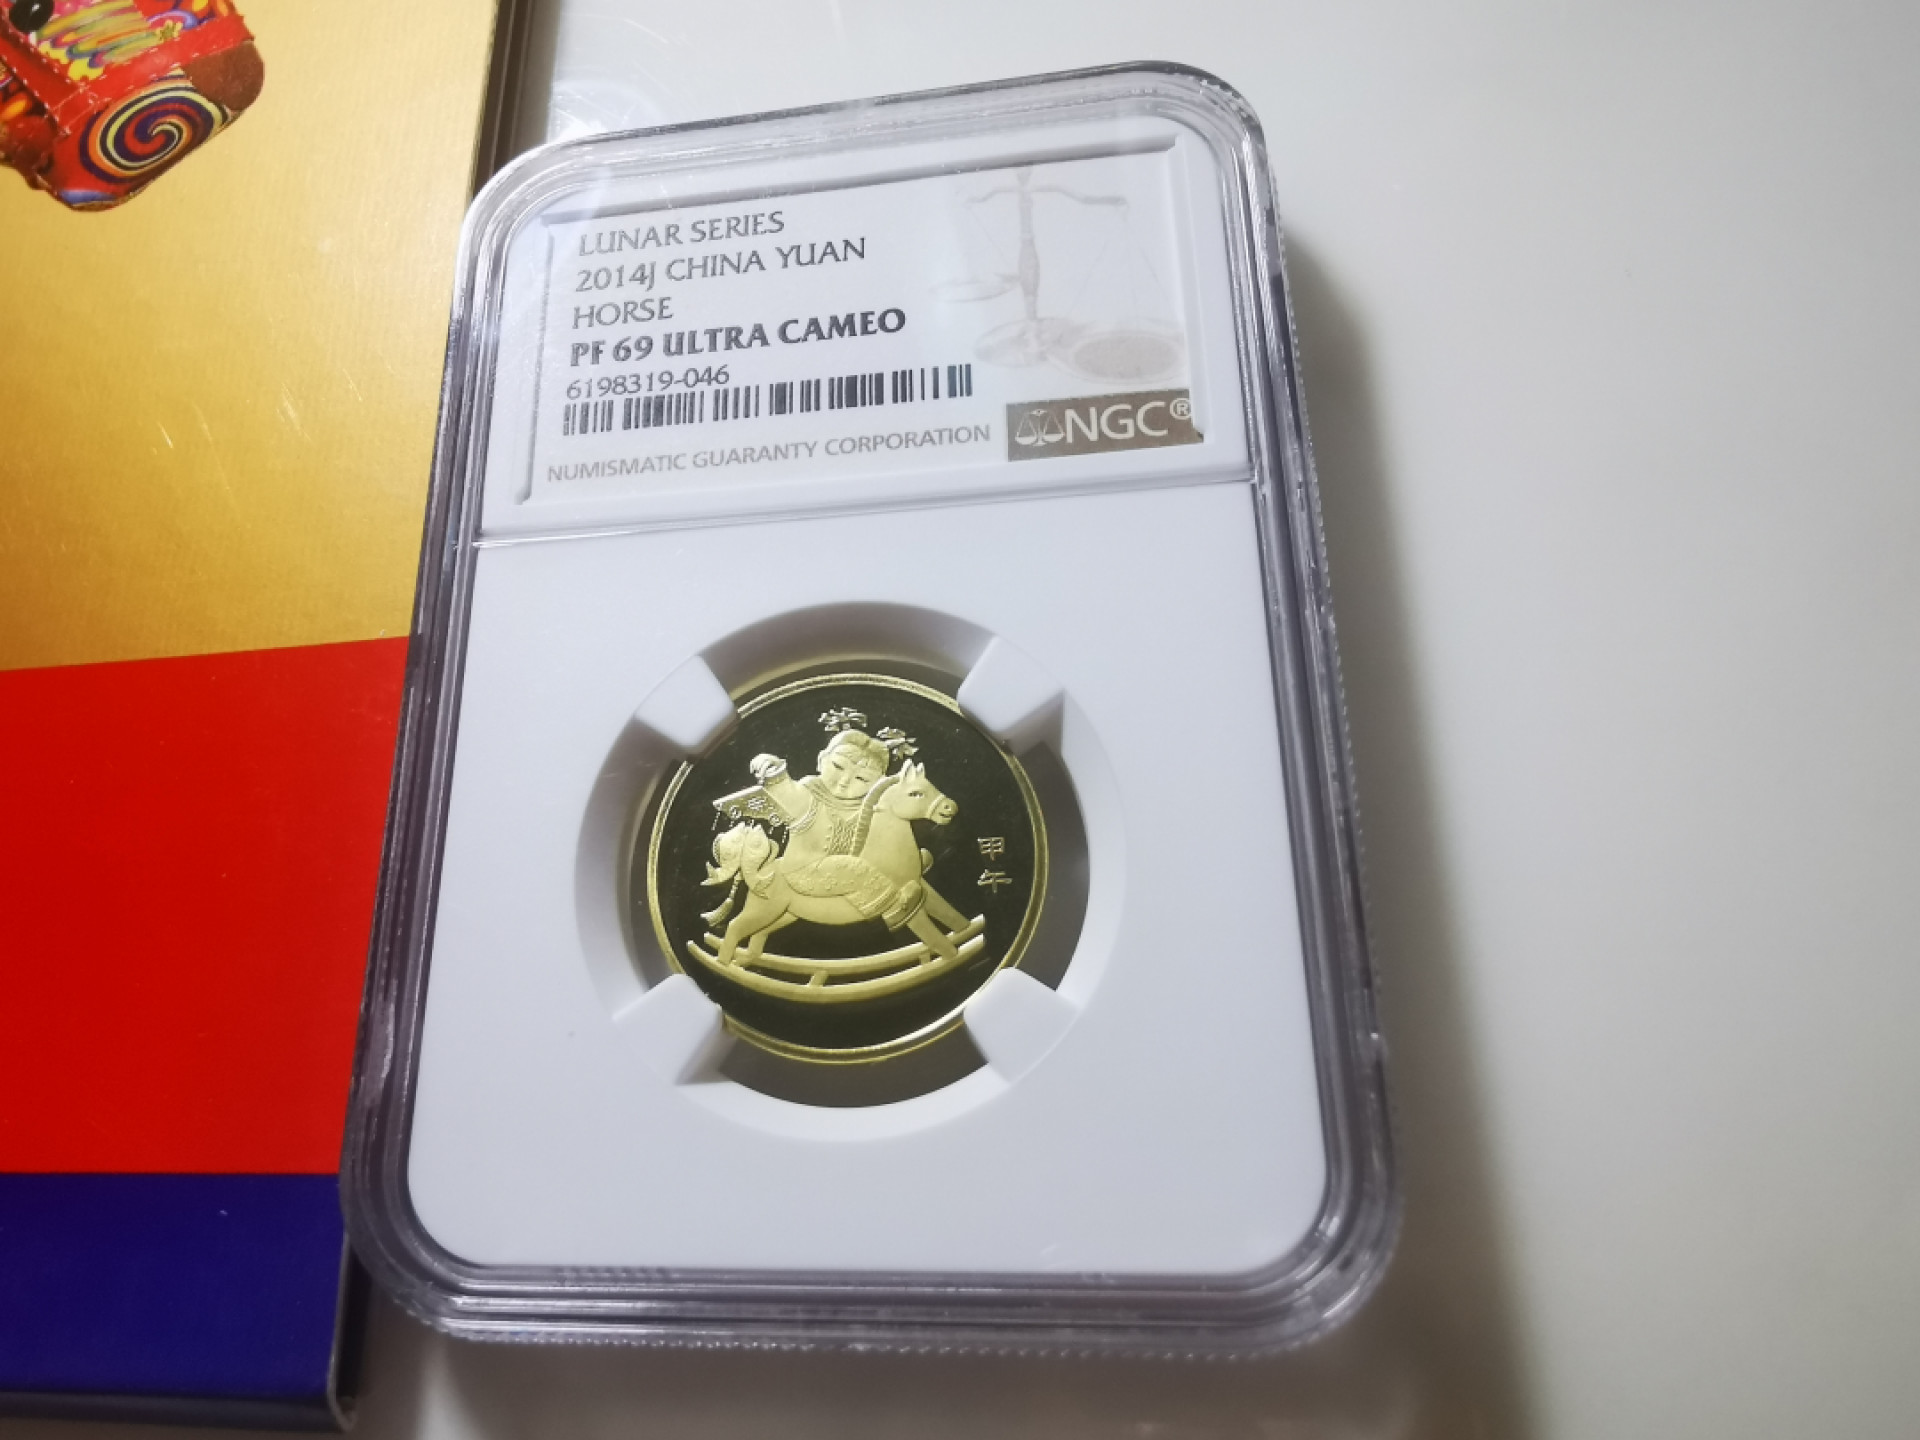 LUNAR SERIES
2014J CHINA YUAN
HORSE
PF 69 ULTRA CAMEO
6198319-046
NUMISMATIC GUARANTY CORPORATION
NGC®
甲
午